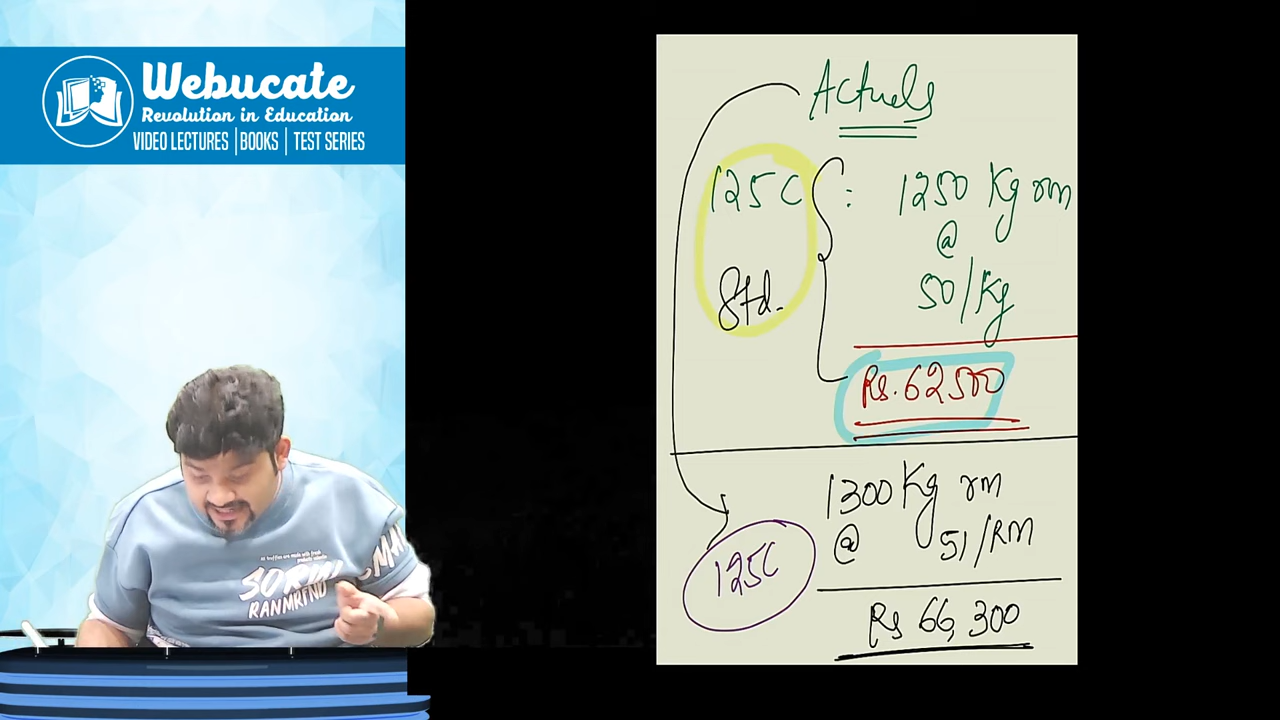 Webucate
Revolution in Education
VIDEO LECTURES | BOOKS | TEST SERIES
Actuals
125C : 1250 Kg rm
@
Std. 50/Kg
Rs. 62500
1300 Kg rm
@ 51/RM
125C
Rs 66,300
RANMKEND